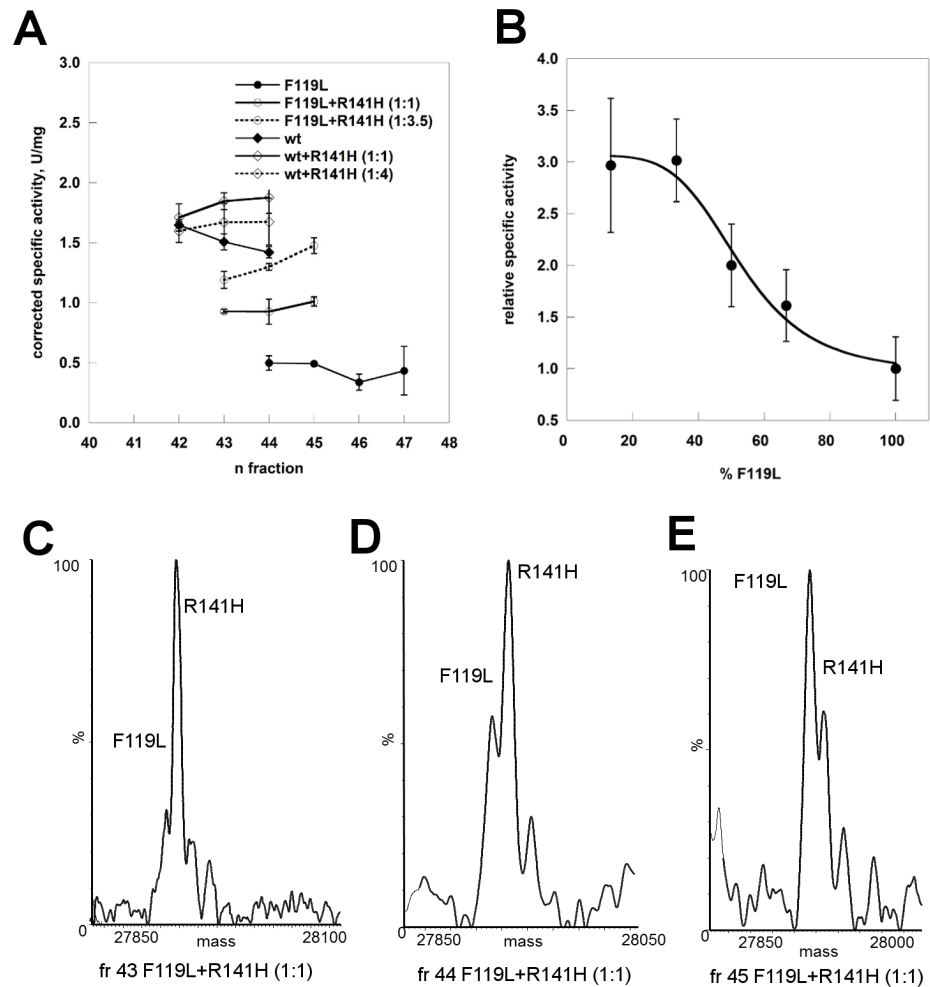 A
B
3.0
2.5
2.0
1.5
1.0
0.5
0.0
corrected specific activity, U/mg
F119L
F119L+R141H (1:1)
F119L+R141H (1:3.5)
wt
wt+R141H (1:1)
wt+R141H (1:4)
40 41 42 43 44 45 46 47 48
n fraction
4.0
3.5
3.0
2.5
2.0
1.5
1.0
0.5
relative specific activity
0 20 40 60 80 100
% F119L
C
100
R141H
F119L
%
0
27850 mass 28100
fr 43 F119L+R141H (1:1)
D
100
R141H
F119L
%
0
27850 mass 28050
fr 44 F119L+R141H (1:1)
E
100
F119L
R141H
%
0
27850 mass 28000
fr 45 F119L+R141H (1:1)